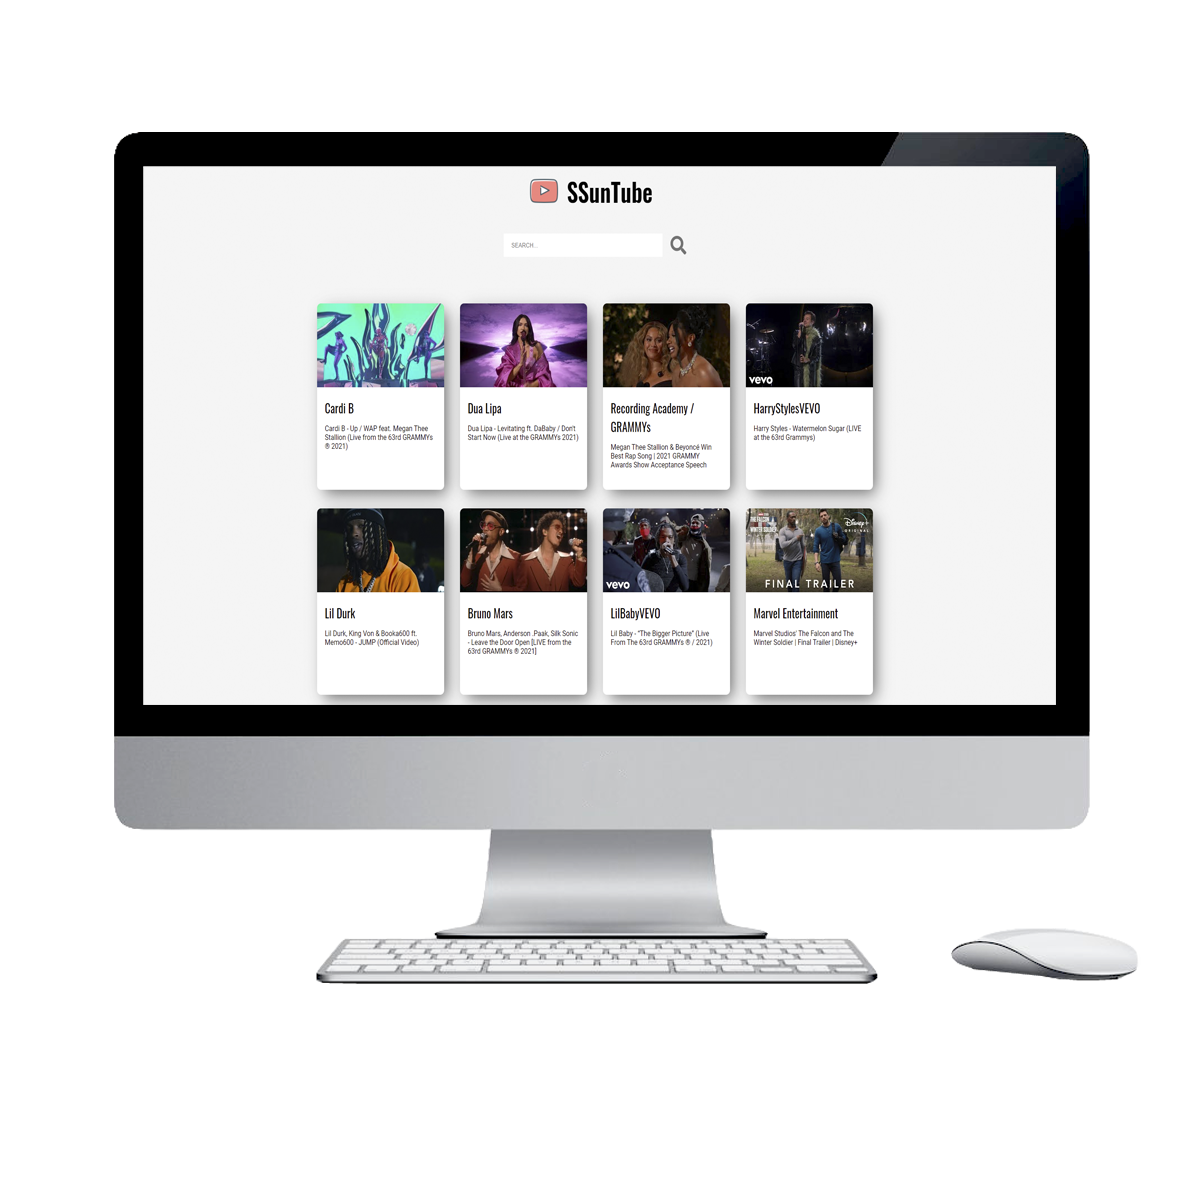 SSunTube
SEARCH...
vevo
Cardi B
Cardi B - Up / WAP feat. Megan Thee
Stallion (Live from the 63rd GRAMMYs
® 2021)
Dua Lipa
Dua Lipa - Levitating ft. DaBaby / Don't
Start Now (Live at the GRAMMYs 2021)
Recording Academy /
GRAMMYs
Megan Thee Stallion & Beyoncé Win
Best Rap Song | 2021 GRAMMY
Awards Show Acceptance Speech
HarryStylesVEVO
Harry Styles - Watermelon Sugar (LIVE
at the 63rd Grammys)
vevo
THE FALCON
WINTER SOLDIER
Disney+
ORIGINAL
FINAL TRAILER
Lil Durk
Lil Durk, King Von & Booka600 ft.
Memo600 - JUMP (Official Video)
Bruno Mars
Bruno Mars, Anderson .Paak, Silk Sonic
- Leave the Door Open [LIVE from the
63rd GRAMMYs ® 2021]
LilBabyVEVO
Lil Baby - “The Bigger Picture” (Live
From The 63rd GRAMMYs ® / 2021)
Marvel Entertainment
Marvel Studios' The Falcon and The
Winter Soldier | Final Trailer | Disney+